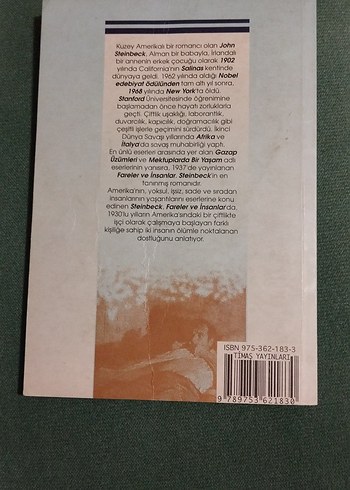 Kuzey Amerikalı bir romancı olan John
Steinbeck, Alman bir babayla, İrlandalı
bir annenin erkek çocuğu olarak 1902
yılında California'nın Salinas kentinde
dünyaya geldi. 1962 yılında aldığı Nobel
edebiyat ödülünden tam altı yıl sonra,
1968 yılında New York'ta öldü.
Stanford Üniversitesinde öğrenimine
başlamadan önce hayatı zorluklarla
geçti. Çiftlik uşaklığı, laborantlık,
duvarcılık, kapıcılık, doğramacılık gibi
çeşitli işlerle geçimini sürdürdü. İkinci
Dünya Savaşı yıllarında Afrika ve
İtalya'da savaş muhabirliği yaptı.
En ünlü eserleri arasında yer alan Gazap
Üzümleri ve Mektuplarda Bir Yaşam adlı
eserlerinin yanısıra, 1937'de yayınlanan
Fareler ve İnsanlar, Steinbeck'in en
tanınmış romanıdır.
Amerika'nın, yoksul, işsiz, sade ve sıradan
insanlarının yaşantılarını eserlerine konu
edinen Steinbeck, Fareler ve İnsanlar'da,
1930'lu yılların Amerika'sındaki bir çiftlikte
işçi olarak çalışmaya başlayan farklı
kişiliğe sahip iki insanın ölümle noktalanan
dostluğunu anlatıyor.
ISBN 975-362-183-3
TİMAŞ YAYINLARI
9 789753 621830